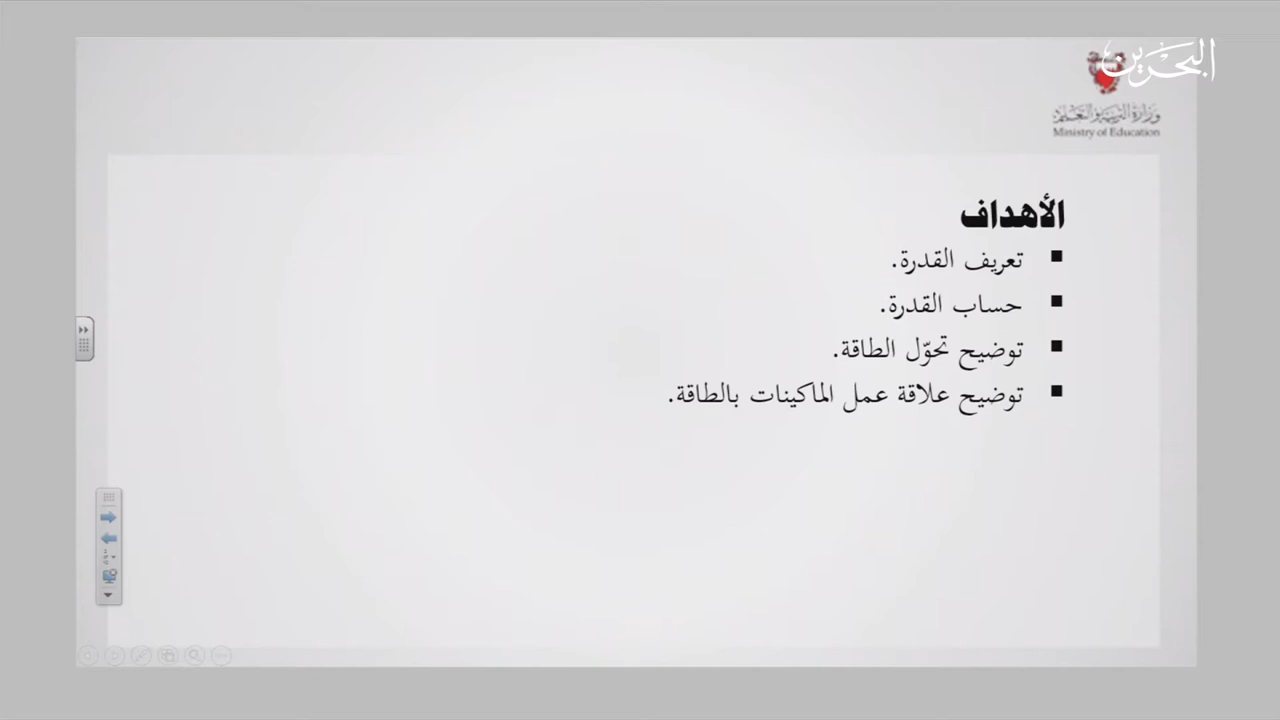 البحرين
وزارة التربية والتعليم
Ministry of Education
الأهداف
▪ تعريف القدرة.
▪ حساب القدرة.
▪ توضيح تحوّل الطاقة.
▪ توضيح علاقة عمل الماكينات بالطاقة.